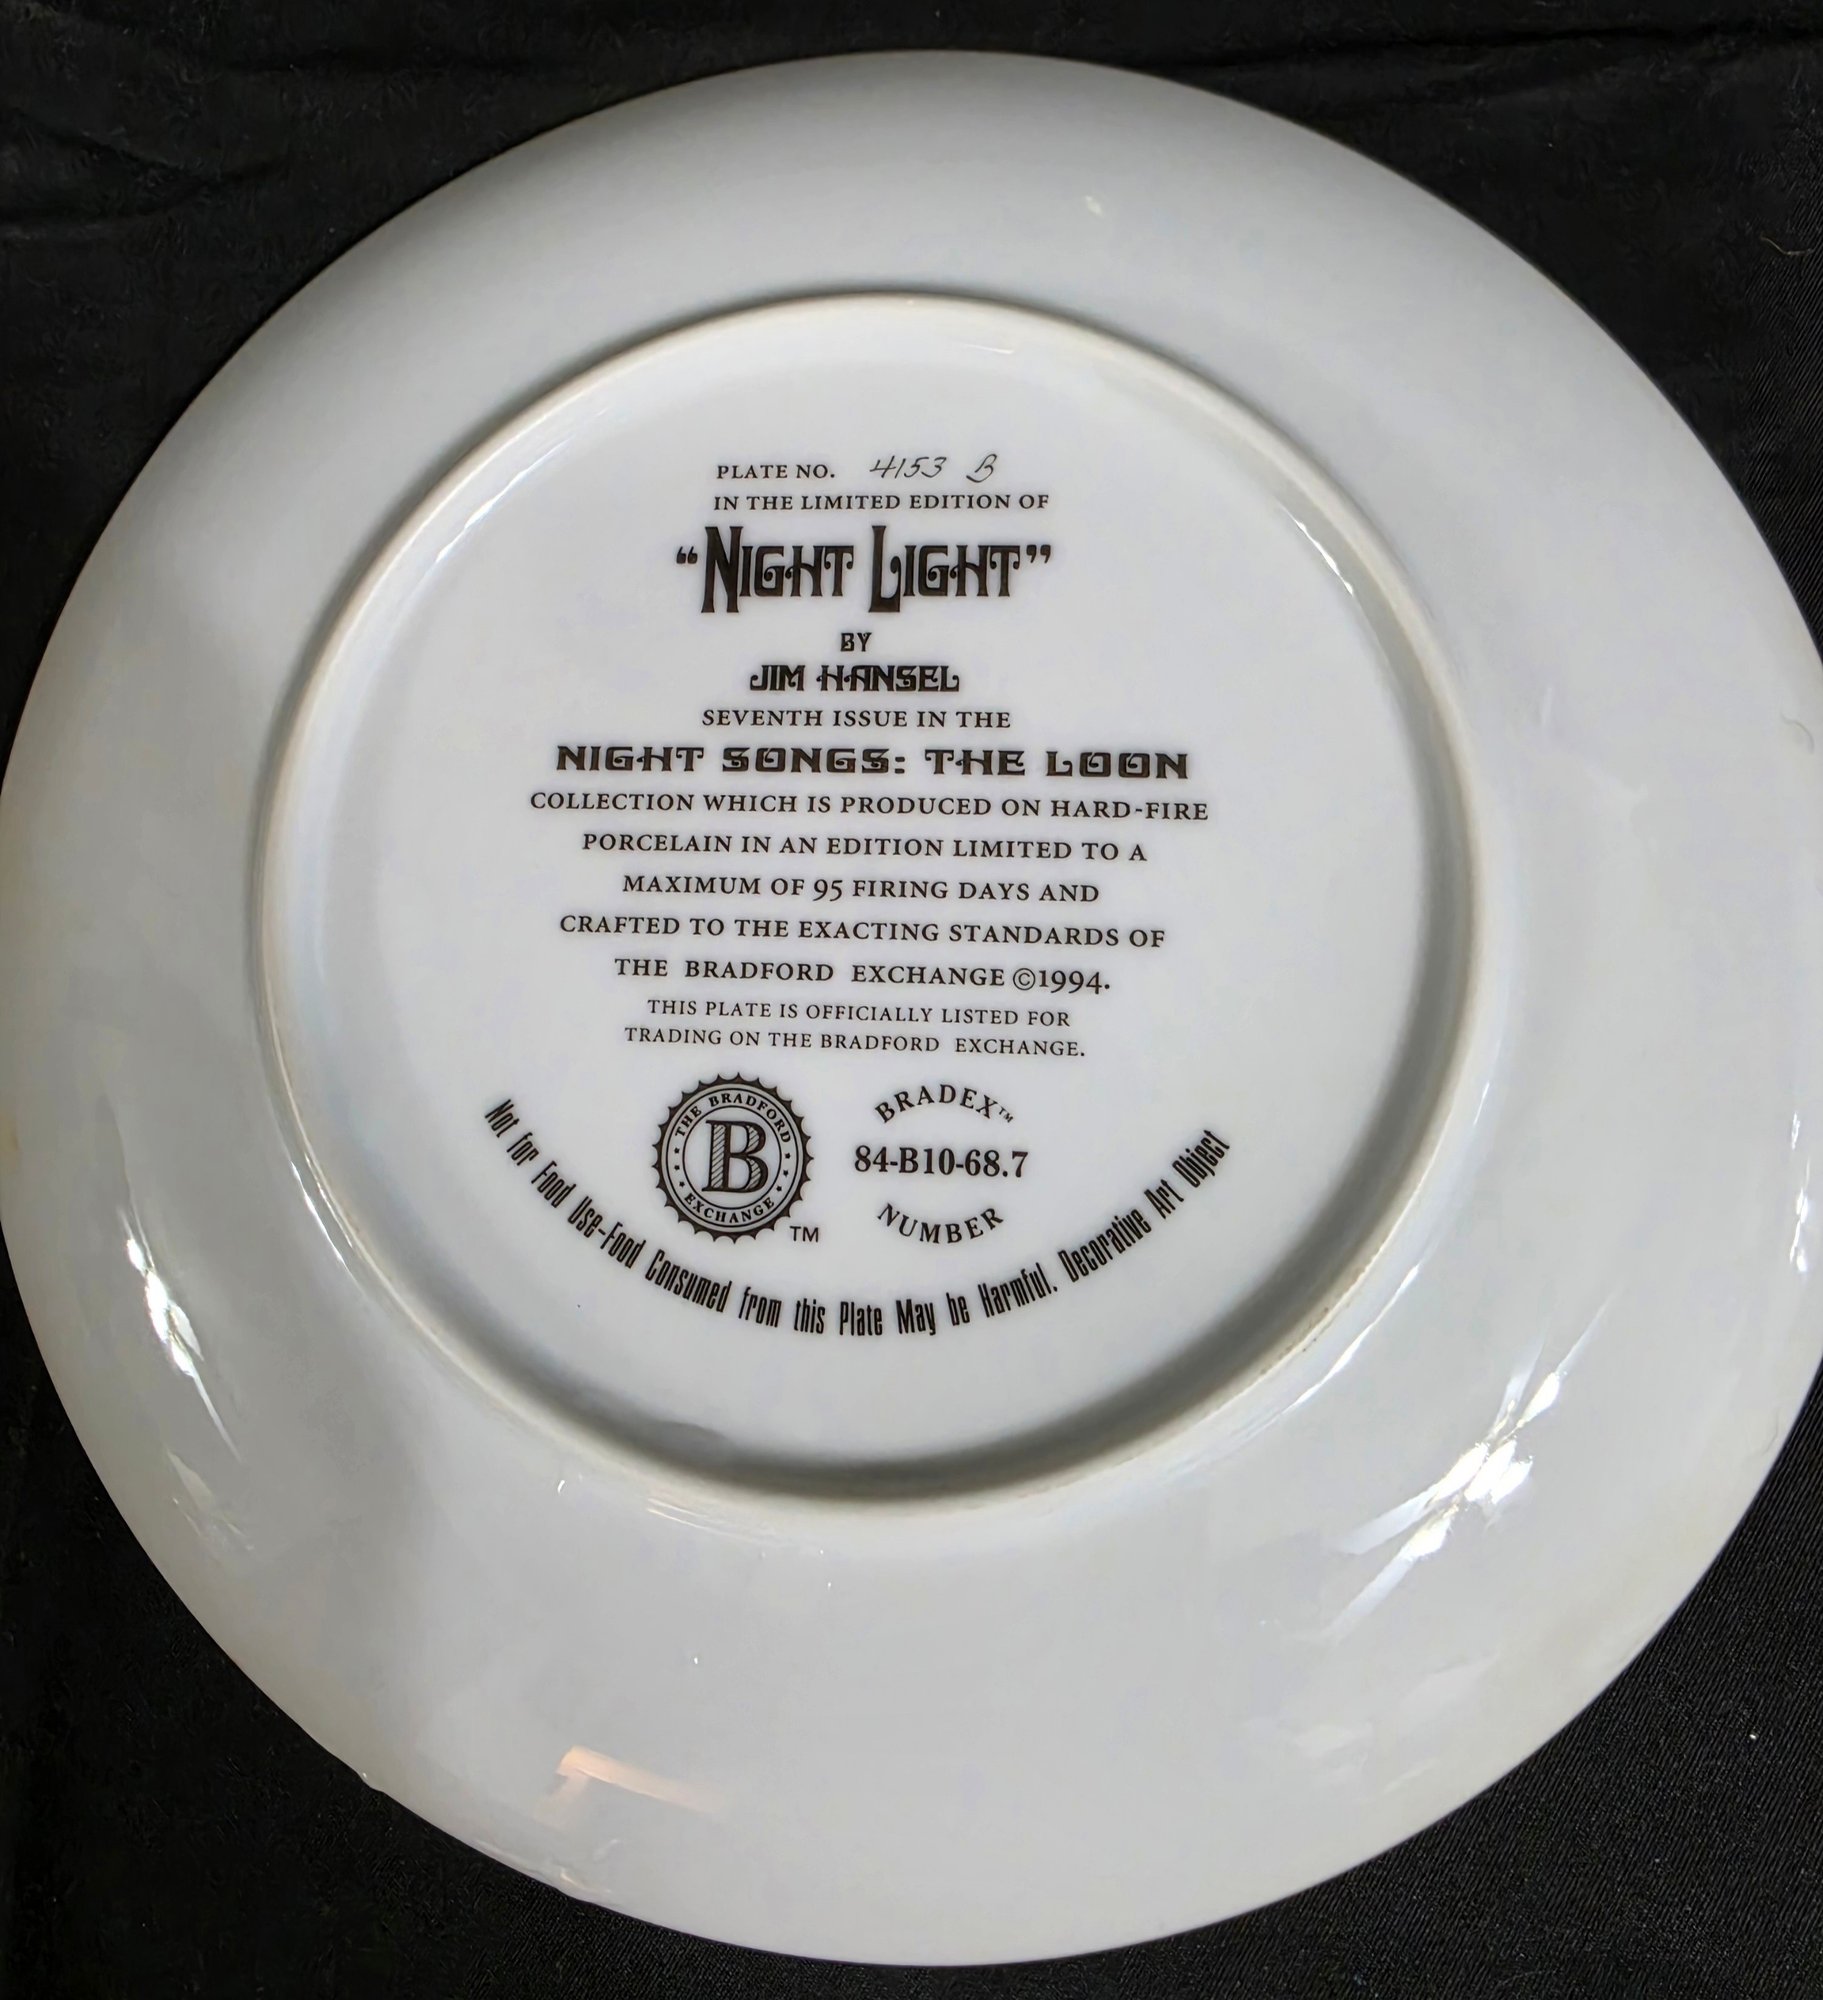 PLATE NO. 4153 B
IN THE LIMITED EDITION OF
“NIGHT LIGHT”
BY
JIM HANSEL
SEVENTH ISSUE IN THE
NIGHT SONGS: THE LOON
COLLECTION WHICH IS PRODUCED ON HARD-FIRE
PORCELAIN IN AN EDITION LIMITED TO A
MAXIMUM OF 95 FIRING DAYS AND
CRAFTED TO THE EXACTING STANDARDS OF
THE BRADFORD EXCHANGE ©1994.
THIS PLATE IS OFFICIALLY LISTED FOR
TRADING ON THE BRADFORD EXCHANGE.
THE BRADFORD
B
EXCHANGE
TM
BRADEX™
84-B10-68.7
NUMBER
Not for Food Use-Food Consumed from this Plate May be Harmful. Decorative Art Object